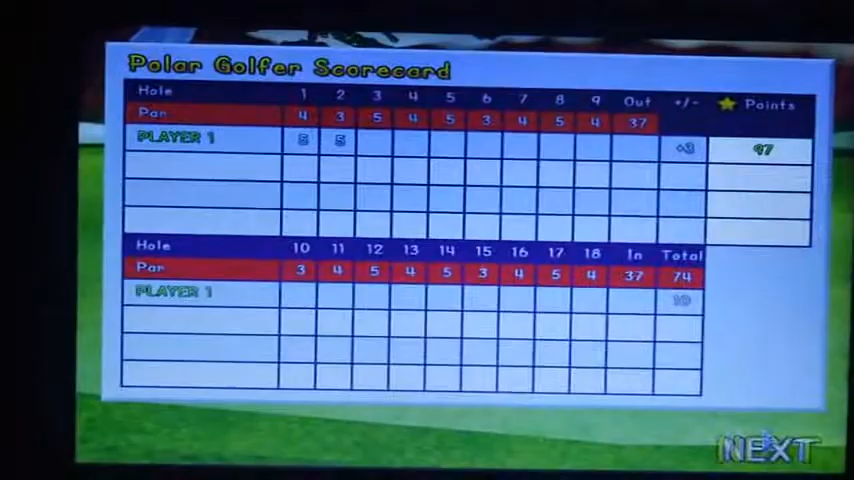 Polar Golfer Scorecard
Hole 1 2 3 4 5 6 7 8 9 Out +/- Points
Par 4 3 5 4 5 3 4 5 4 37
PLAYER 1 5 5 +3 97
Hole 10 11 12 13 14 15 16 17 18 In Total
Par 3 4 5 4 5 3 4 5 4 37 74
PLAYER 1 10
NEXT